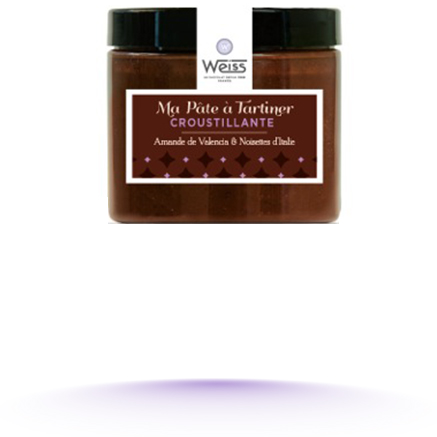 W
Weiss
Ma Pâte à Tartiner
CROUSTILLANTE
Amande de Valencia & Noisettes d'Italie